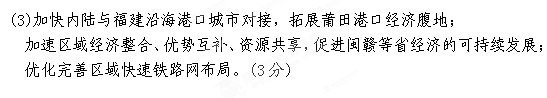 (3)加快内陆与福建沿海港口城市对接，拓展莆田港口经济腹地；
加速区域经济整合、优势互补、资源共享，促进闽赣等省经济的可持续发展；
优化完善区域快速铁路网布局。(3分)